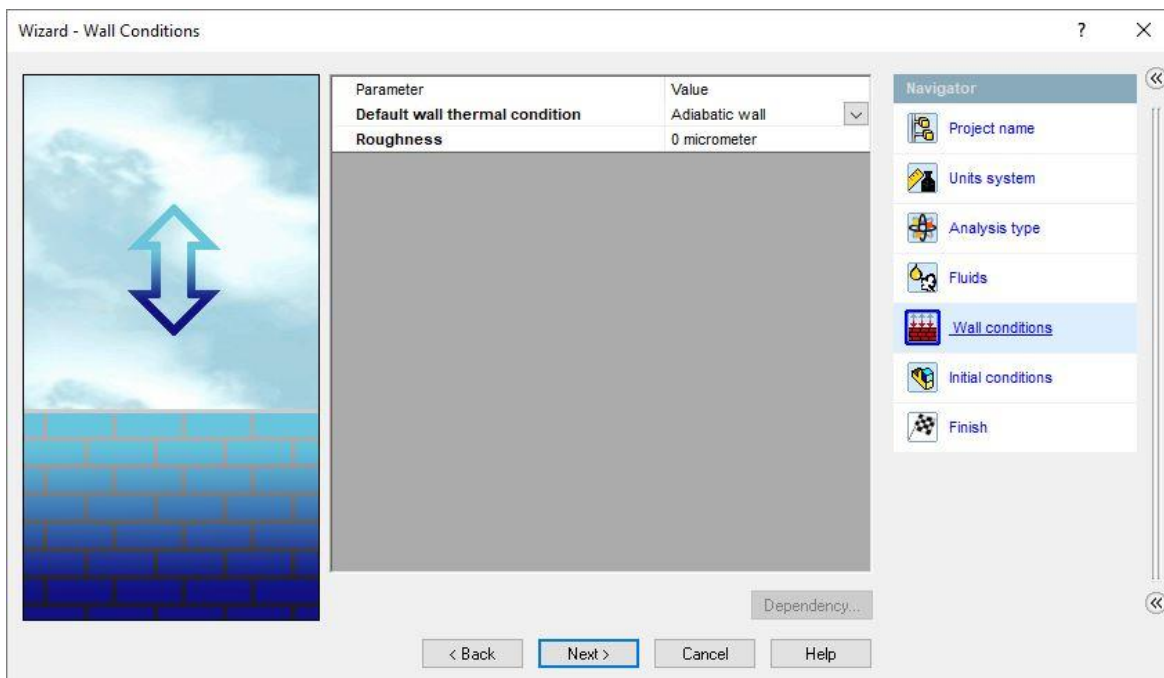 Wizard - Wall Conditions
?
Parameter Value
Default wall thermal condition Adiabatic wall
Roughness 0 micrometer
Dependency...
< Back Next > Cancel Help
Navigator
Project name
Units system
Analysis type
Fluids
Wall conditions
Initial conditions
Finish